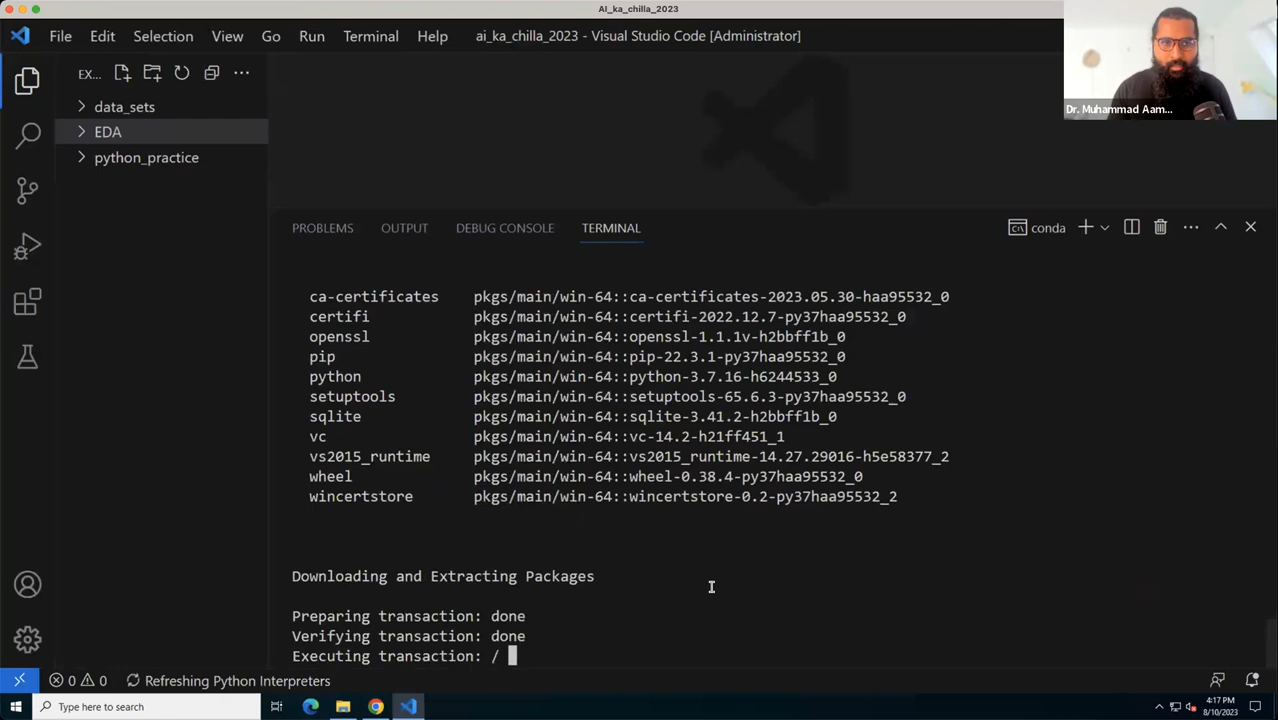 AI_ka_chilla_2023
File Edit Selection View Go Run Terminal Help ai_ka_chilla_2023 - Visual Studio Code [Administrator]
EX...
data_sets
EDA
python_practice
Dr. Muhammad Aam...
PROBLEMS OUTPUT DEBUG CONSOLE TERMINAL conda
ca-certificates pkgs/main/win-64::ca-certificates-2023.05.30-haa95532_0
certifi pkgs/main/win-64::certifi-2022.12.7-py37haa95532_0
openssl pkgs/main/win-64::openssl-1.1.1v-h2bbff1b_0
pip pkgs/main/win-64::pip-22.3.1-py37haa95532_0
python pkgs/main/win-64::python-3.7.16-h6244533_0
setuptools pkgs/main/win-64::setuptools-65.6.3-py37haa95532_0
sqlite pkgs/main/win-64::sqlite-3.41.2-h2bbff1b_0
vc pkgs/main/win-64::vc-14.2-h21ff451_1
vs2015_runtime pkgs/main/win-64::vs2015_runtime-14.27.29016-h5e58377_2
wheel pkgs/main/win-64::wheel-0.38.4-py37haa95532_0
wincertstore pkgs/main/win-64::wincertstore-0.2-py37haa95532_2
Downloading and Extracting Packages
Preparing transaction: done
Verifying transaction: done
Executing transaction: /
0 0 Refreshing Python Interpreters
Type here to search
4:17 PM
8/10/2023